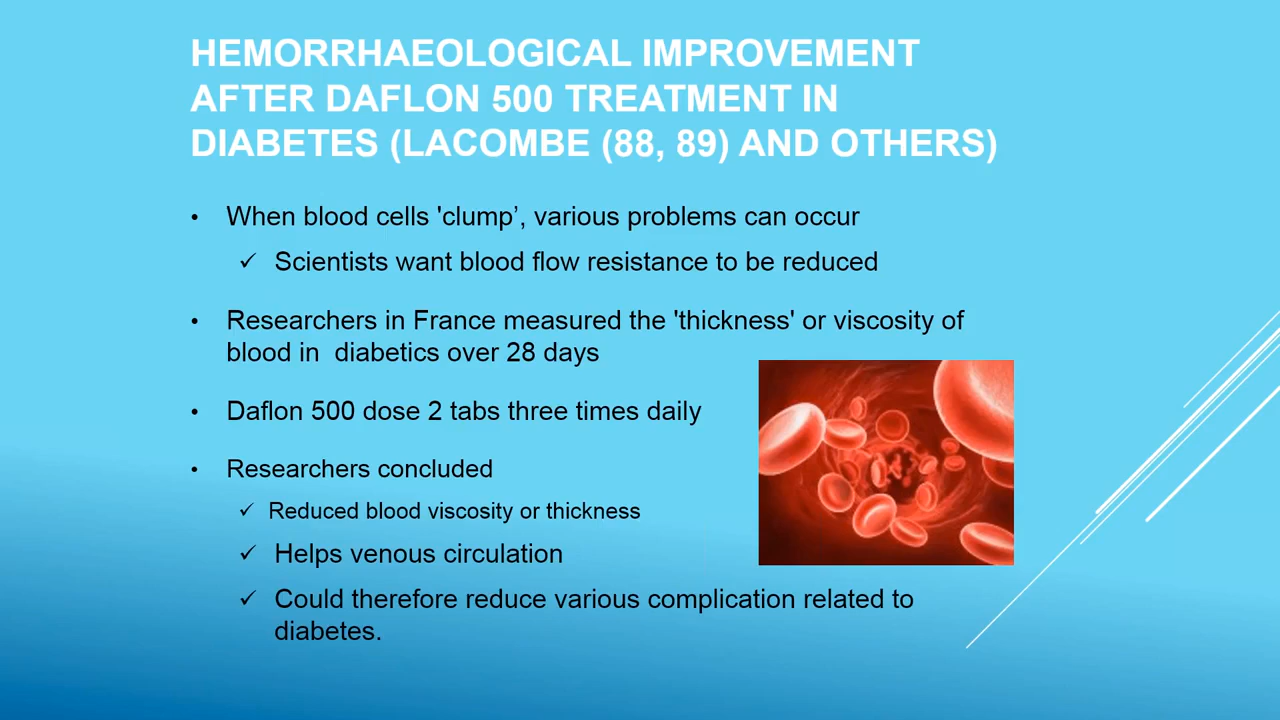 HEMORRHAEOLOGICAL IMPROVEMENT
AFTER DAFLON 500 TREATMENT IN
DIABETES (LACOMBE (88, 89) AND OTHERS)
• When blood cells 'clump’, various problems can occur
✓ Scientists want blood flow resistance to be reduced
• Researchers in France measured the 'thickness' or viscosity of
blood in diabetics over 28 days
• Daflon 500 dose 2 tabs three times daily
• Researchers concluded
✓ Reduced blood viscosity or thickness
✓ Helps venous circulation
✓ Could therefore reduce various complication related to
diabetes.